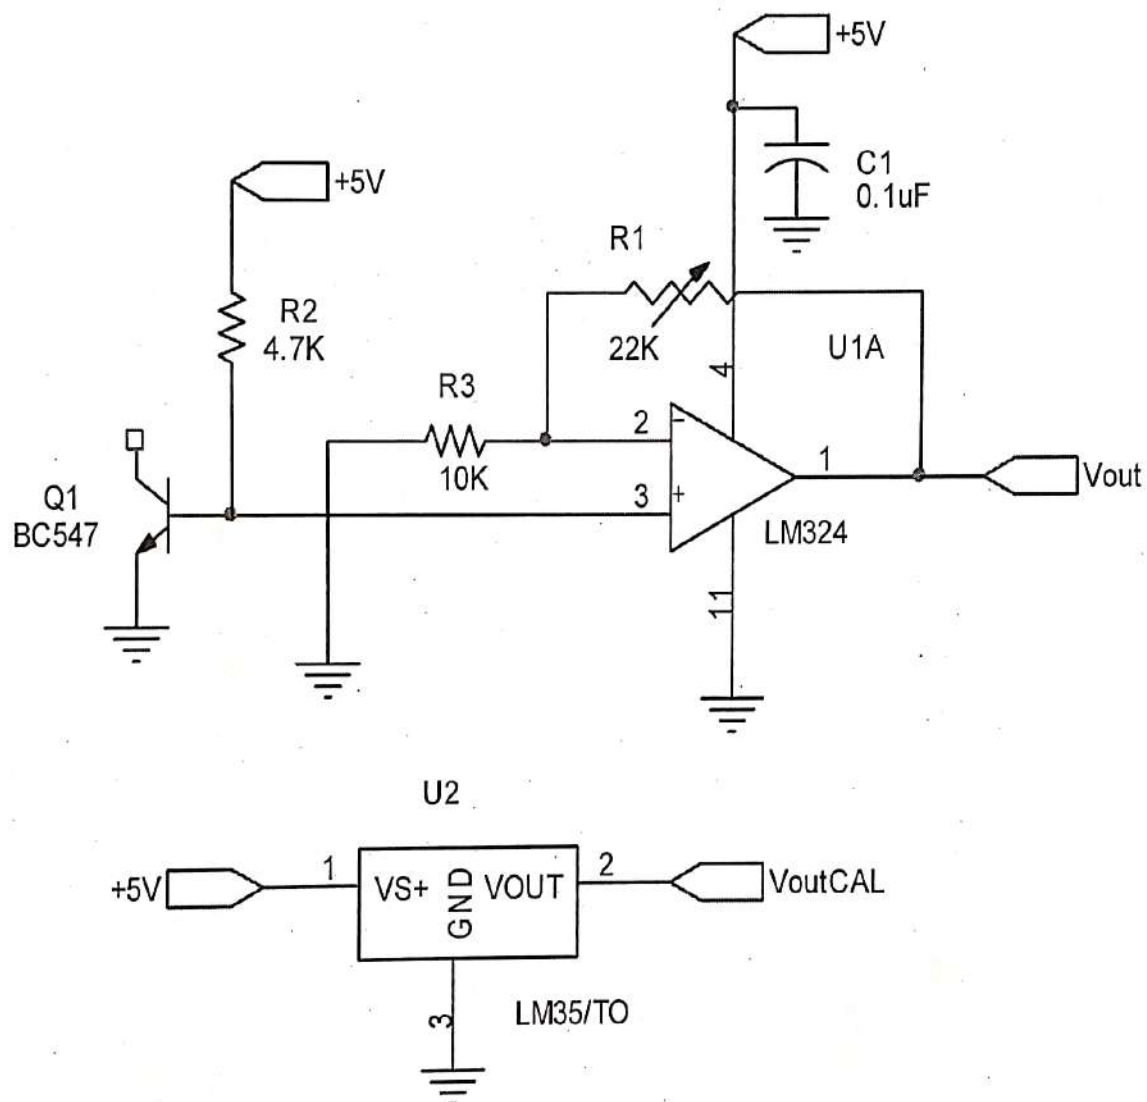 +5V
C1
0.1uF
+5V
R1
22K
R2
4.7K
U1A
4
R3
10K
2
-
3
+
1
Vout
Q1
BC547
LM324
11
U2
+5V
1
VS+
GND
VOUT
2
VoutCAL
3
LM35/TO